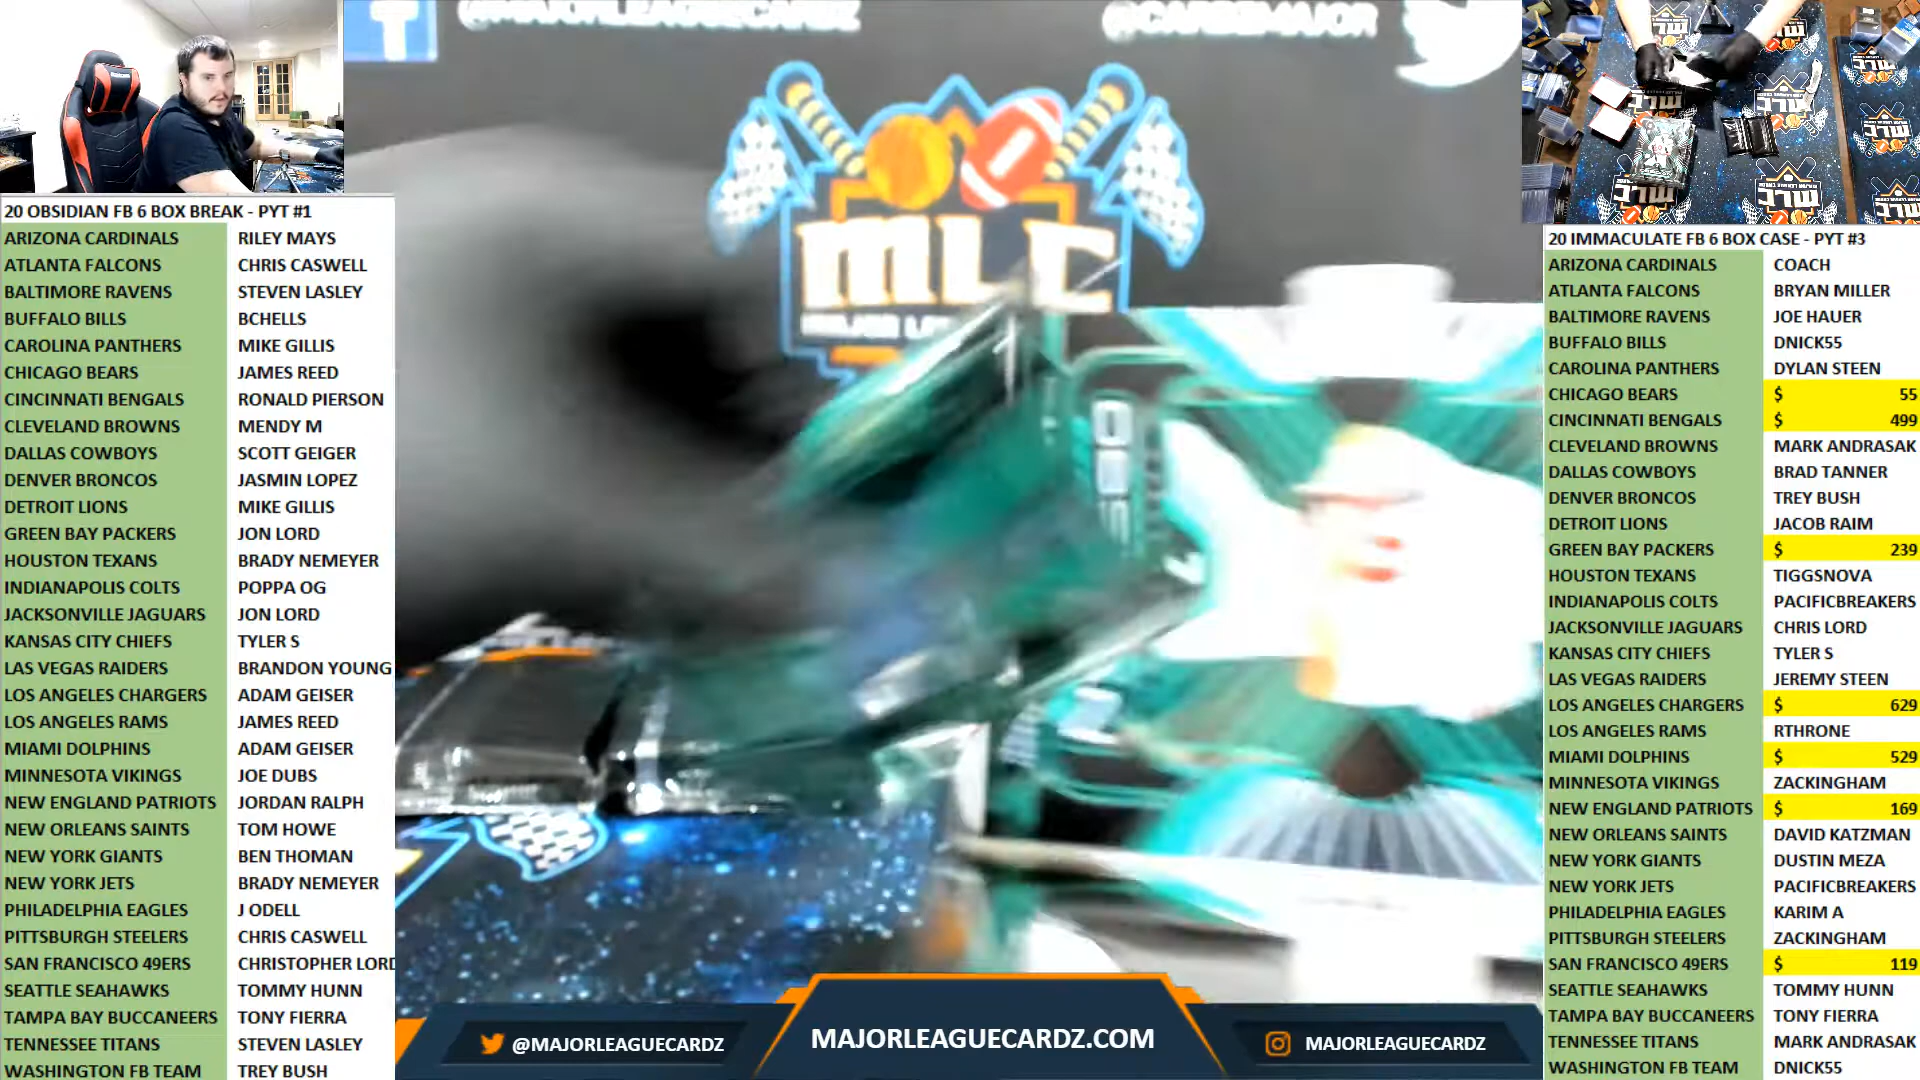 @MAJORLEAGUECARDZ
@CARDZMAJOR
MLC
20 OBSIDIAN FB 6 BOX BREAK - PYT #1
ARIZONA CARDINALS RILEY MAYS
ATLANTA FALCONS CHRIS CASWELL
BALTIMORE RAVENS STEVEN LASLEY
BUFFALO BILLS BCHELLS
CAROLINA PANTHERS MIKE GILLIS
CHICAGO BEARS JAMES REED
CINCINNATI BENGALS RONALD PIERSON
CLEVELAND BROWNS MENDY M
DALLAS COWBOYS SCOTT GEIGER
DENVER BRONCOS JASMIN LOPEZ
DETROIT LIONS MIKE GILLIS
GREEN BAY PACKERS JON LORD
HOUSTON TEXANS BRADY NEMEYER
INDIANAPOLIS COLTS POPPA OG
JACKSONVILLE JAGUARS JON LORD
KANSAS CITY CHIEFS TYLER S
LAS VEGAS RAIDERS BRANDON YOUNG
LOS ANGELES CHARGERS ADAM GEISER
LOS ANGELES RAMS JAMES REED
MIAMI DOLPHINS ADAM GEISER
MINNESOTA VIKINGS JOE DUBS
NEW ENGLAND PATRIOTS JORDAN RALPH
NEW ORLEANS SAINTS TOM HOWE
NEW YORK GIANTS BEN THOMAN
NEW YORK JETS BRADY NEMEYER
PHILADELPHIA EAGLES J ODELL
PITTSBURGH STEELERS CHRIS CASWELL
SAN FRANCISCO 49ERS CHRISTOPHER LORD
SEATTLE SEAHAWKS TOMMY HUNN
TAMPA BAY BUCCANEERS TONY FIERRA
TENNESSEE TITANS STEVEN LASLEY
WASHINGTON FB TEAM TREY BUSH
20 IMMACULATE FB 6 BOX CASE - PYT #3
ARIZONA CARDINALS COACH
ATLANTA FALCONS BRYAN MILLER
BALTIMORE RAVENS JOE HAUER
BUFFALO BILLS DNICK55
CAROLINA PANTHERS DYLAN STEEN
CHICAGO BEARS $ 55
CINCINNATI BENGALS $ 499
CLEVELAND BROWNS MARK ANDRASAK
DALLAS COWBOYS BRAD TANNER
DENVER BRONCOS TREY BUSH
DETROIT LIONS JACOB RAIM
GREEN BAY PACKERS $ 239
HOUSTON TEXANS TIGGSNOVA
INDIANAPOLIS COLTS PACIFICBREAKERS
JACKSONVILLE JAGUARS CHRIS LORD
KANSAS CITY CHIEFS TYLER S
LAS VEGAS RAIDERS JEREMY STEEN
LOS ANGELES CHARGERS $ 629
LOS ANGELES RAMS RTHRONE
MIAMI DOLPHINS $ 529
MINNESOTA VIKINGS ZACKINGHAM
NEW ENGLAND PATRIOTS $ 169
NEW ORLEANS SAINTS DAVID KATZMAN
NEW YORK GIANTS DUSTIN MEZA
NEW YORK JETS PACIFICBREAKERS
PHILADELPHIA EAGLES KARIM A
PITTSBURGH STEELERS ZACKINGHAM
SAN FRANCISCO 49ERS $ 119
SEATTLE SEAHAWKS TOMMY HUNN
TAMPA BAY BUCCANEERS TONY FIERRA
TENNESSEE TITANS MARK ANDRASAK
WASHINGTON FB TEAM DNICK55
@MAJORLEAGUECARDZ
MAJORLEAGUECARDZ.COM
MAJORLEAGUECARDZ